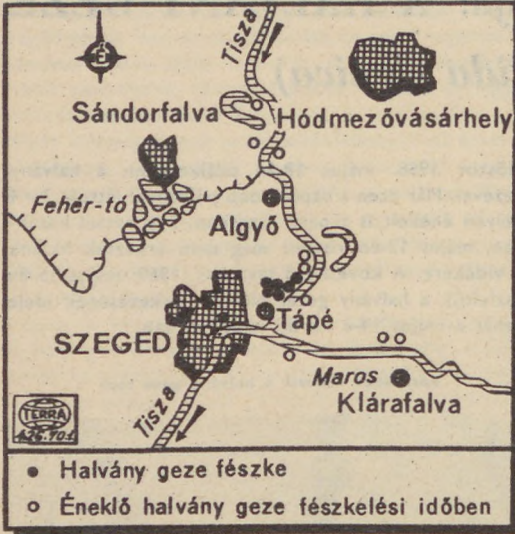 É
Tisza
Sándorfalva
Hódmezővásárhely
Fehér-tó
Algyő
Tápé
SZEGED
Maros
Klárafalva
Tisza
TERRA
● Halvány geze fészke
○ Éneklő halvány geze fészkelési időben